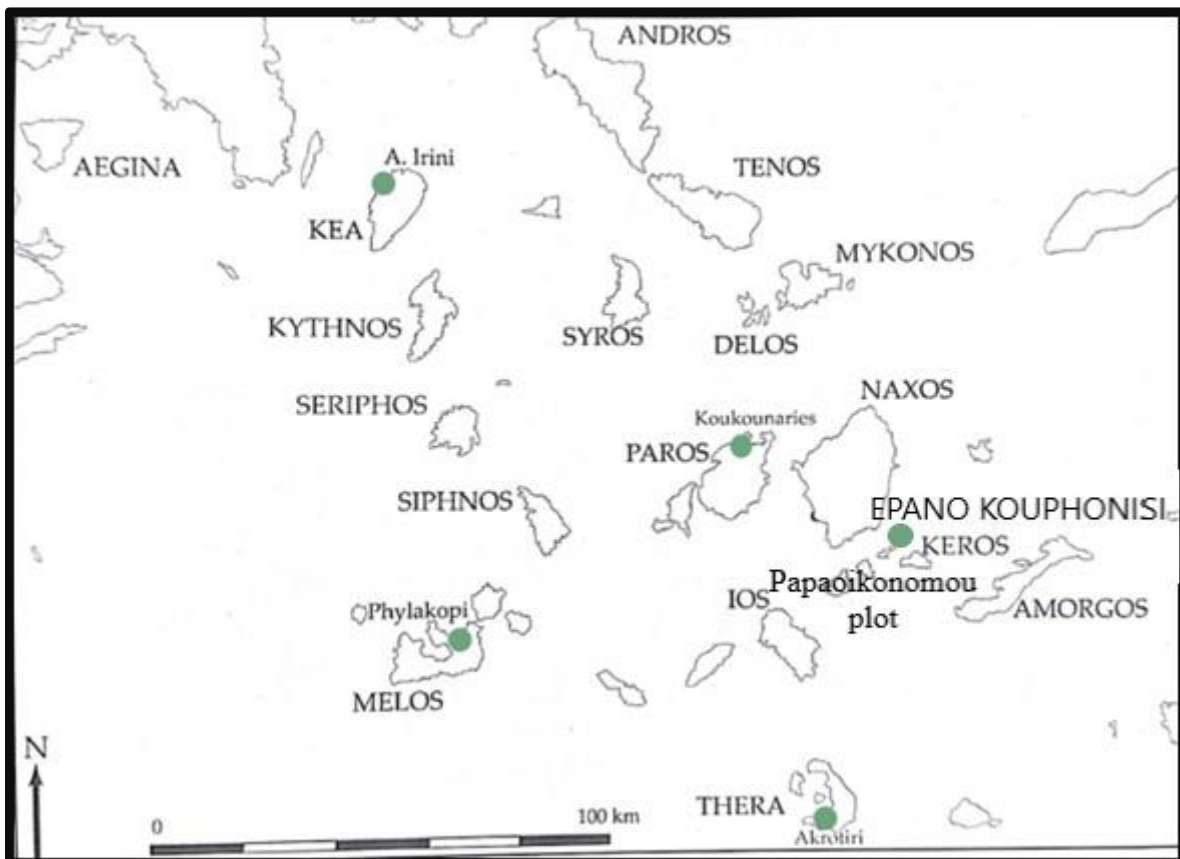 ANDROS
AEGINA
A. Irini
TENOS
KEA
MYKONOS
KYTHNOS
SYROS
DELOS
NAXOS
SERIPHOS
Koukounaries
PAROS
SIPHNOS
EPANO KOUPHONISI
KEROS
Papaoikonomou
plot
IOS
AMORGOS
Phylakopi
MELOS
N
THERA
Akrotiri
0
100 km